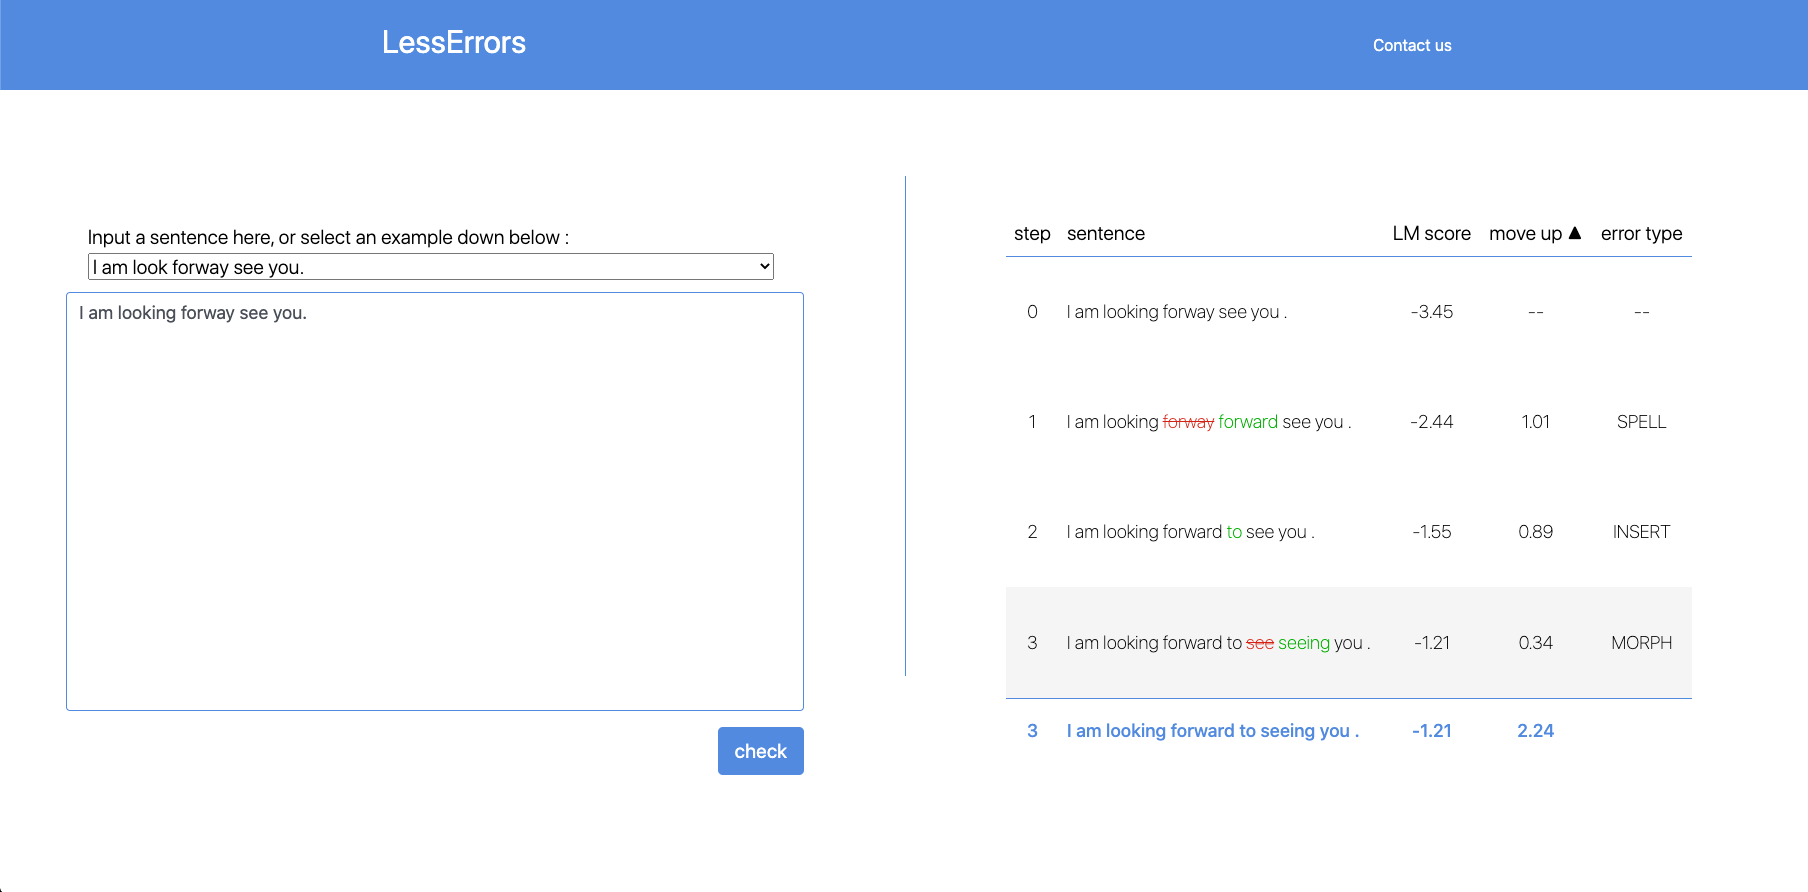 LessErrors
Contact us
Input a sentence here, or select an example down below :
I am look forway see you.
I am looking forway see you.
check
step sentence LM score move up ▲ error type
0 I am looking forway see you . -3.45 -- --
1 I am looking forway forward see you . -2.44 1.01 SPELL
2 I am looking forward to see you . -1.55 0.89 INSERT
3 I am looking forward to see seeing you . -1.21 0.34 MORPH
3 I am looking forward to seeing you . -1.21 2.24